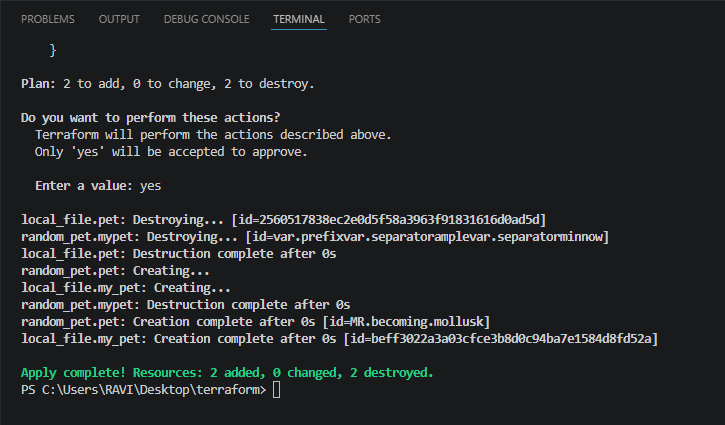 PROBLEMS OUTPUT DEBUG CONSOLE TERMINAL PORTS
}
Plan: 2 to add, 0 to change, 2 to destroy.
Do you want to perform these actions?
Terraform will perform the actions described above.
Only 'yes' will be accepted to approve.
Enter a value: yes
local_file.pet: Destroying... [id=2560517838ec2e0d5f58a3963f91831616d0ad5d]
random_pet.mypet: Destroying... [id=var.prefixvar.separatoramplevar.separatorminnow]
local_file.pet: Destruction complete after 0s
random_pet.pet: Creating...
local_file.my_pet: Creating...
random_pet.mypet: Destruction complete after 0s
random_pet.pet: Creation complete after 0s [id=MR.becoming.mollusk]
local_file.my_pet: Creation complete after 0s [id=beff3022a3a03cfce3b8d0c94ba7e1584d8fd52a]
Apply complete! Resources: 2 added, 0 changed, 2 destroyed.
PS C:\Users\RAVI\Desktop\terraform>